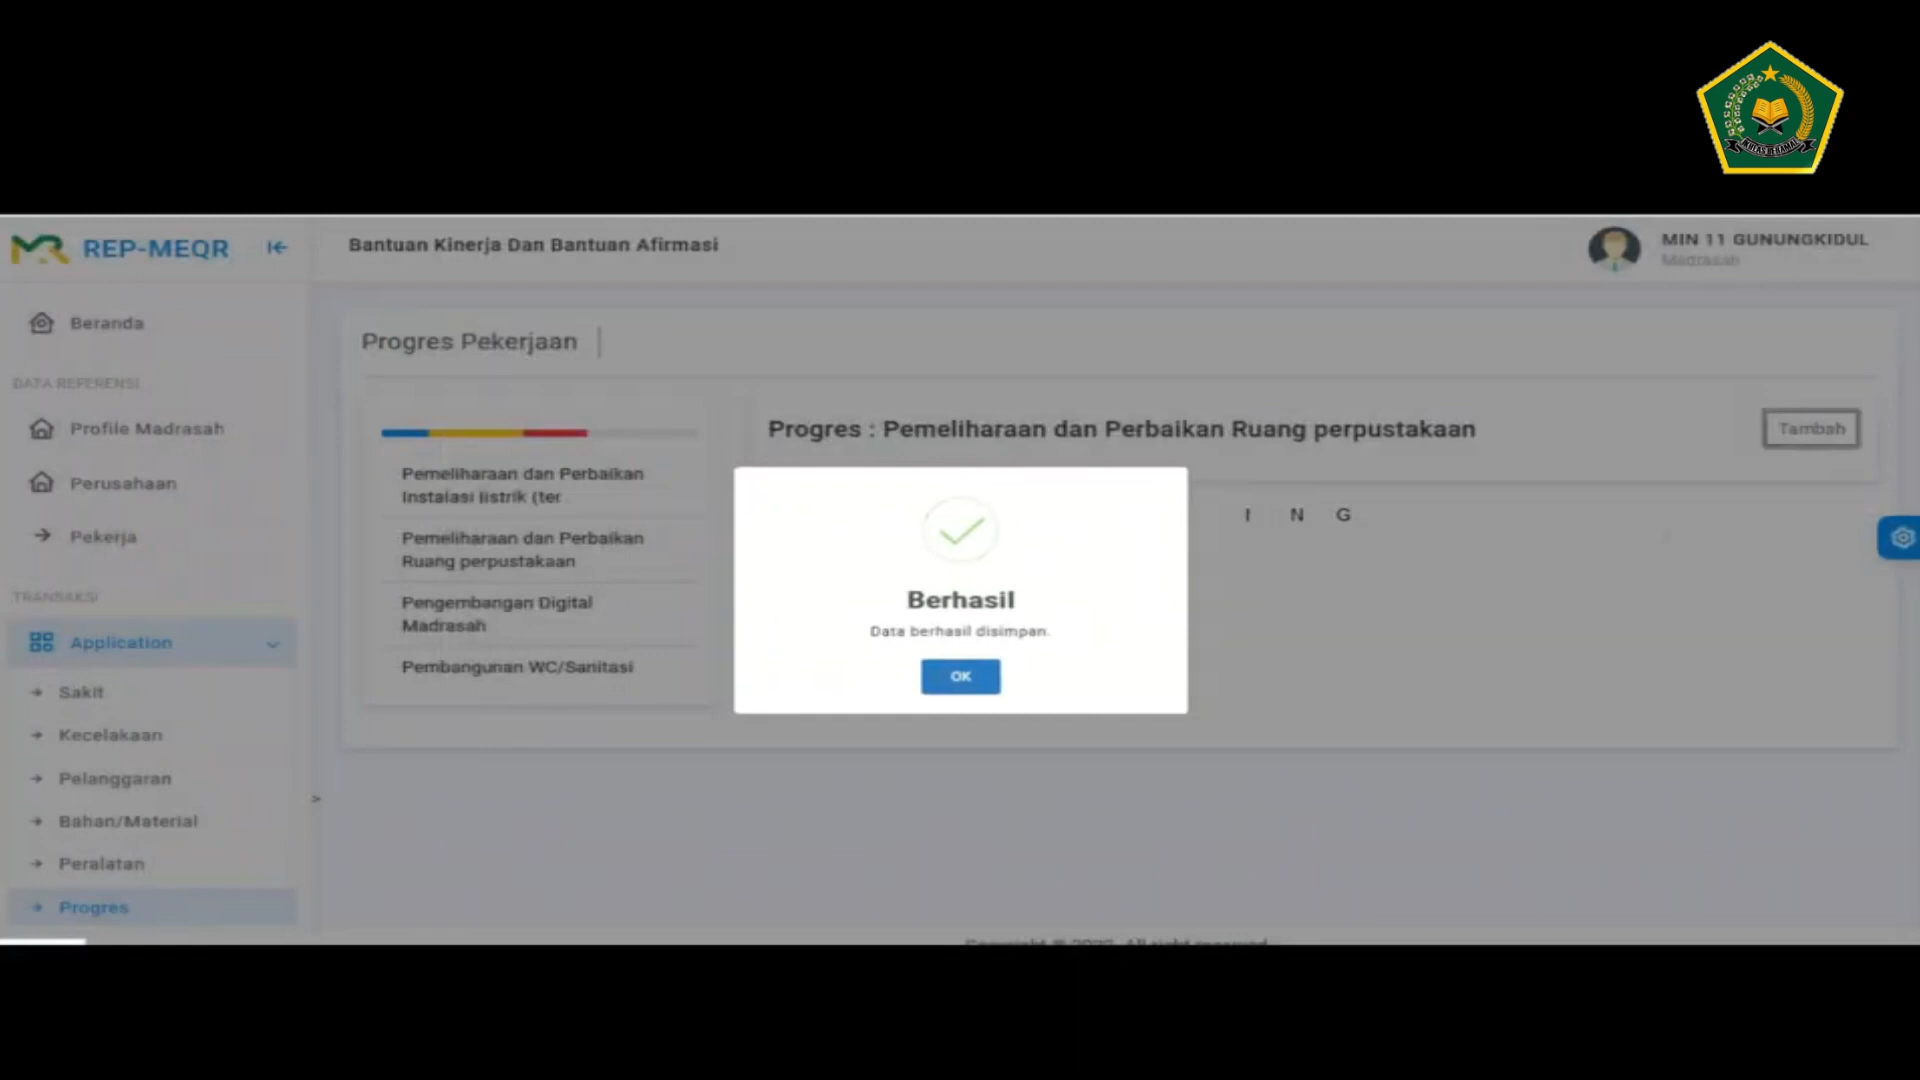 IKHLAS BERAMAL
REP-MEQR
Bantuan Kinerja Dan Bantuan Afirmasi
MIN 11 GUNUNGKIDUL
Madrasah
Beranda
DATA REFERENSI
Profile Madrasah
Perusahaan
Pekerja
TRANSAKSI
Application
Sakit
Kecelakaan
Pelanggaran
Bahan/Material
Peralatan
Progres
Progres Pekerjaan
Pemeliharaan dan Perbaikan
Instalasi listrik (ter
Pemeliharaan dan Perbaikan
Ruang perpustakaan
Pengembangan Digital
Madrasah
Pembangunan WC/Sanitasi
Progres : Pemeliharaan dan Perbaikan Ruang perpustakaan
Tambah
I N G
Berhasil
Data berhasil disimpan.
OK